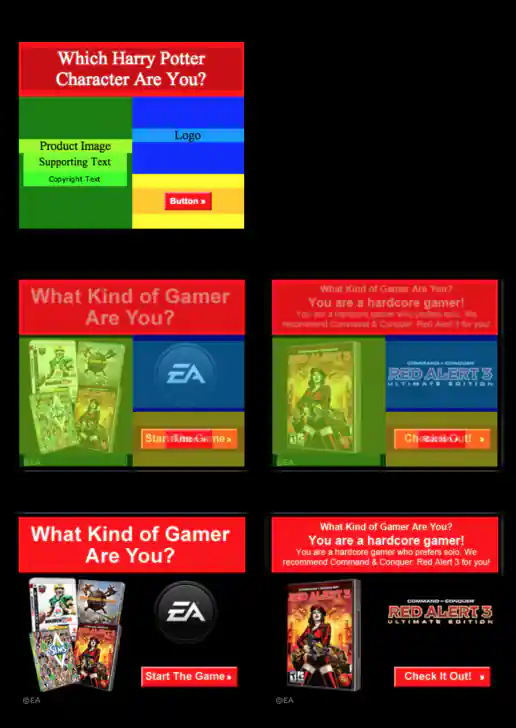 Which Harry Potter
Character Are You?
Product Image
Supporting Text
Copyright Text
Logo
Button »
What Kind of Gamer
Are You?
EA
Start The Game »
©EA
What Kind of Gamer Are You?
You are a hardcore gamer!
You are a hardcore gamer who prefers solo. We
recommend Command & Conquer: Red Alert 3 for you!
COMMAND & CONQUER
RED ALERT 3
ULTIMATE EDITION
Check It Out! »
What Kind of Gamer
Are You?
SIMS
EA
Start The Game »
©EA
What Kind of Gamer Are You?
You are a hardcore gamer!
You are a hardcore gamer who prefers solo. We
recommend Command & Conquer: Red Alert 3 for you!
RED ALERT 3
COMMAND & CONQUER
RED ALERT 3
ULTIMATE EDITION
Check It Out! »
©EA